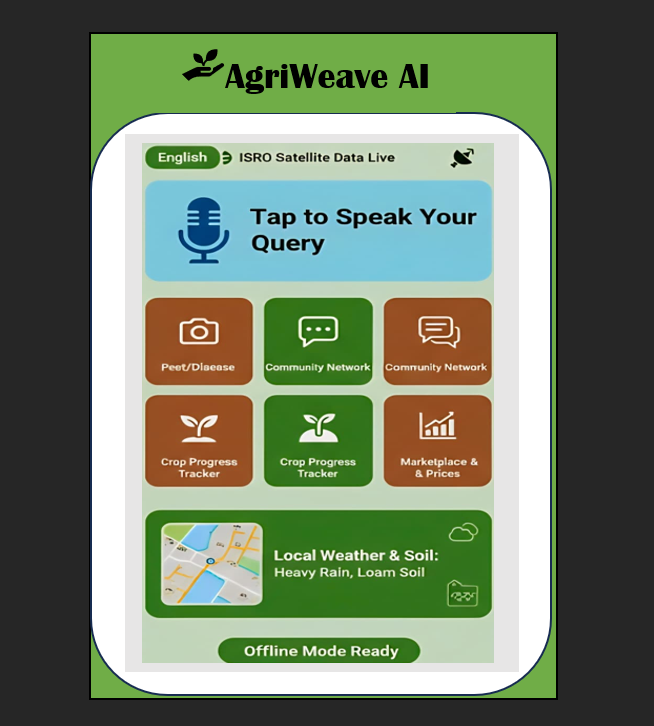 AgriWeave AI
English
ISRO Satellite Data Live
Tap to Speak Your
Query
Peet/Dlaease
Community Network
Community Network
Crop Progress
Tracker
Crop Progress
Tracker
Marketplace &
& Prices
Local Weather & Soil:
Heavy Rain, Loam Soil
Offline Mode Ready